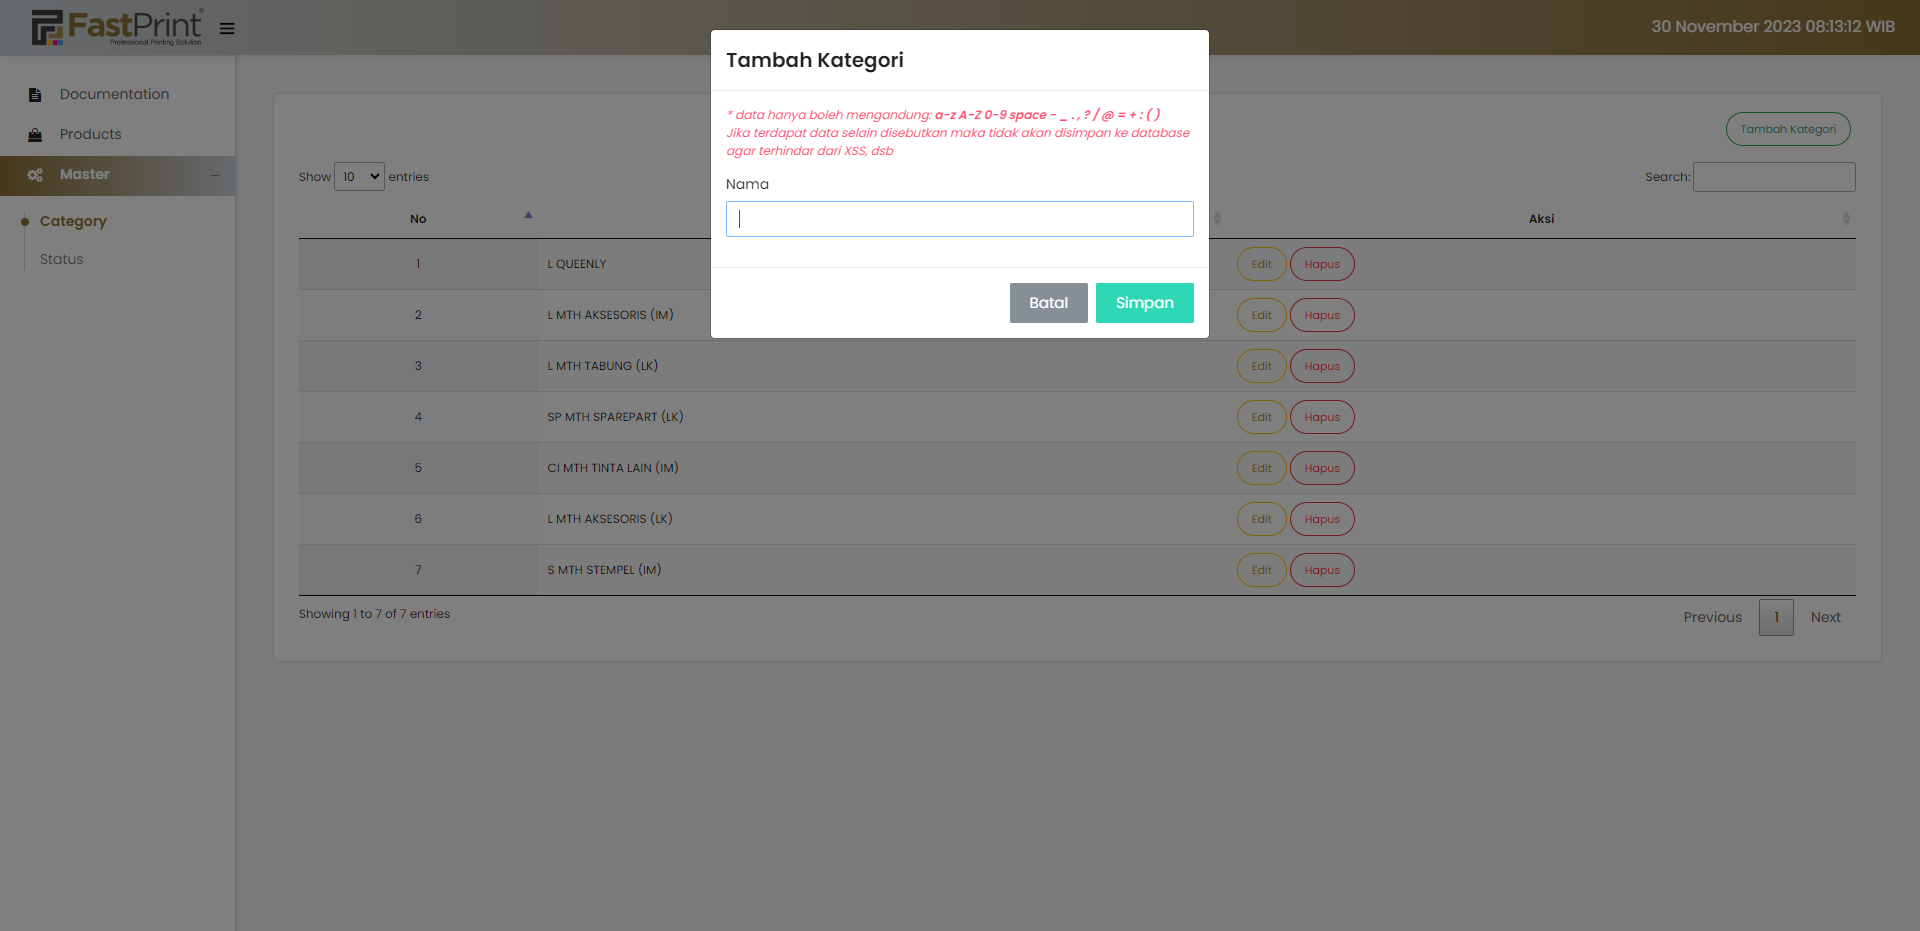 FastPrint®
Professional Printing Solution
30 November 2023 08:13:12 WIB
Documentation
Products
Master
Category
Status
Tambah Kategori
Show 10 entries
Search:
No
Aksi
1 L QUEENLY Edit Hapus
2 L MTH AKSESORIS (IM) Edit Hapus
3 L MTH TABUNG (LK) Edit Hapus
4 SP MTH SPAREPART (LK) Edit Hapus
5 CI MTH TINTA LAIN (IM) Edit Hapus
6 L MTH AKSESORIS (LK) Edit Hapus
7 S MTH STEMPEL (IM) Edit Hapus
Showing 1 to 7 of 7 entries
Previous 1 Next
Tambah Kategori
* data hanya boleh mengandung: a-z A-Z 0-9 space - _ . , ? / @ = + : ( )
Jika terdapat data selain disebutkan maka tidak akan disimpan ke database
agar terhindar dari XSS, dsb
Nama
Batal Simpan